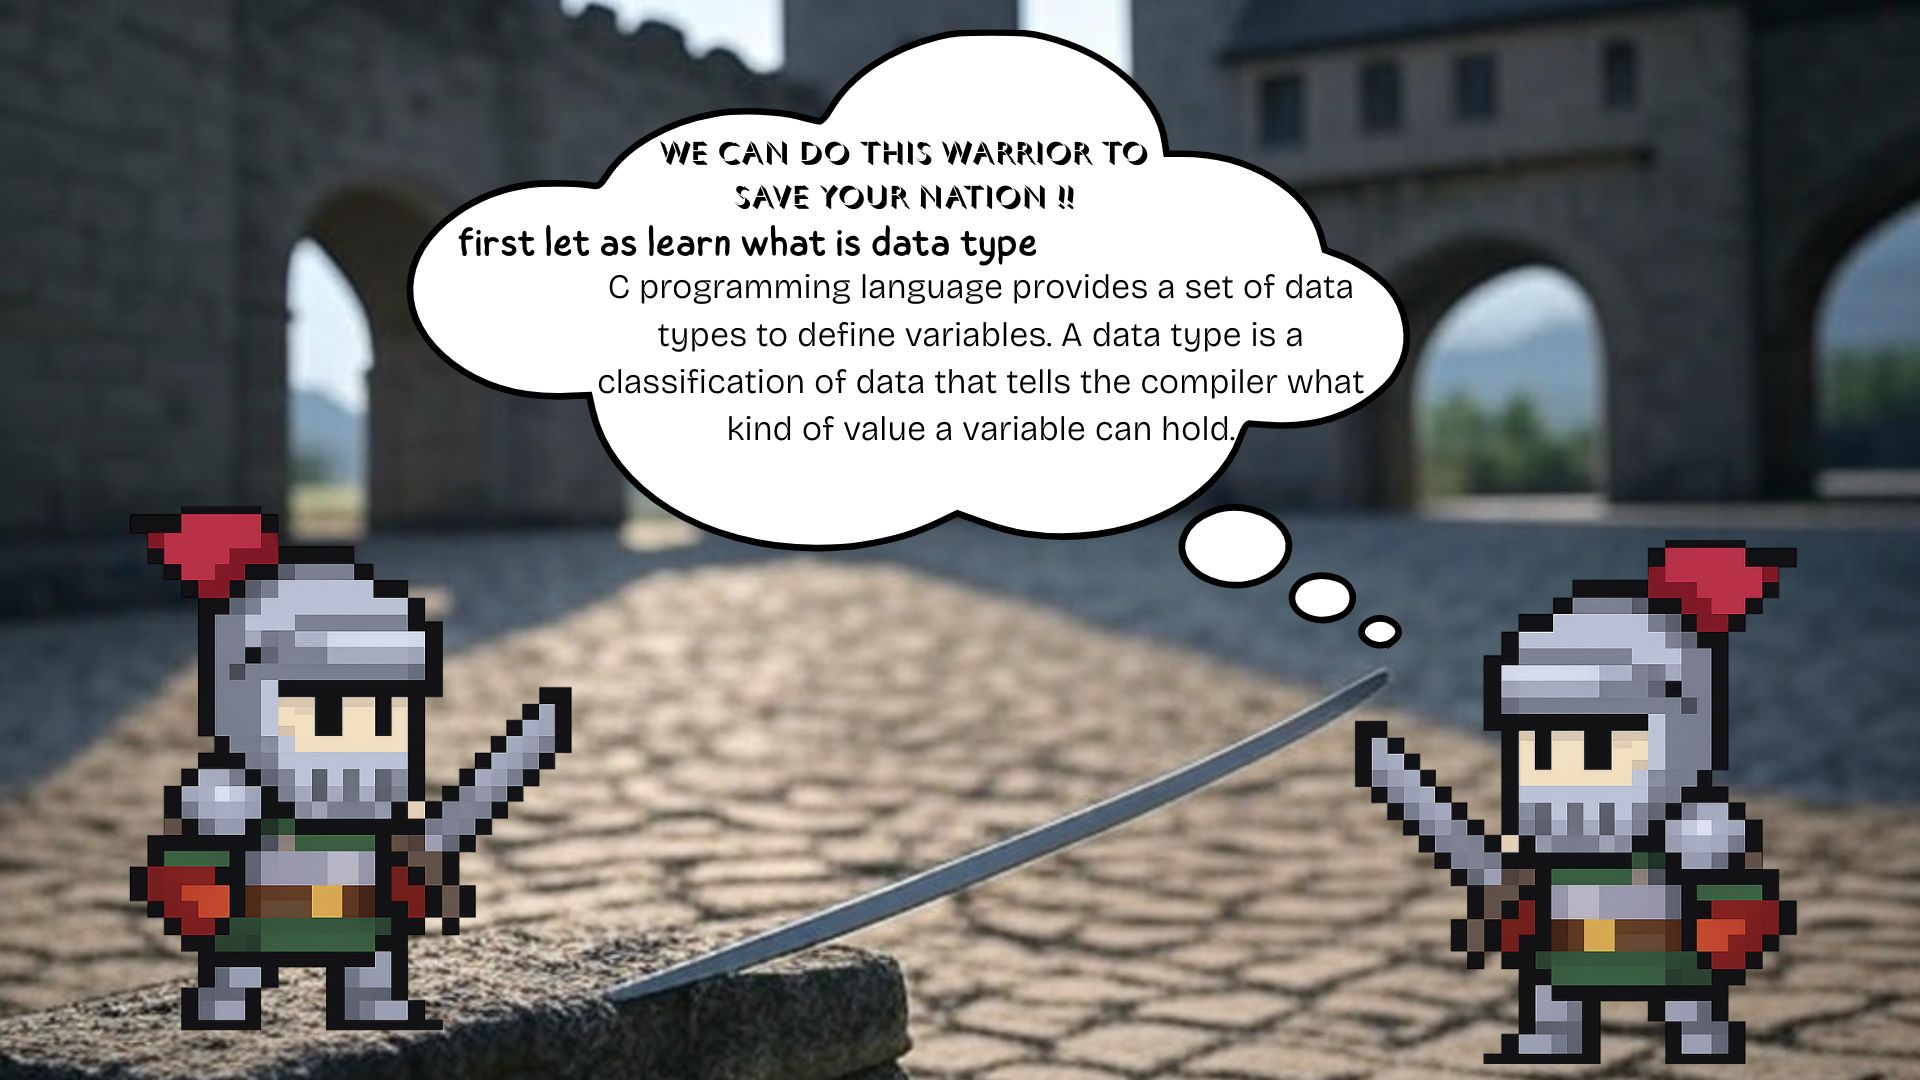 WE CAN DO THIS WARRIOR TO
SAVE YOUR NATION !!
first let as learn what is data type
C programming language provides a set of data
types to define variables. A data type is a
classification of data that tells the compiler what
kind of value a variable can hold.